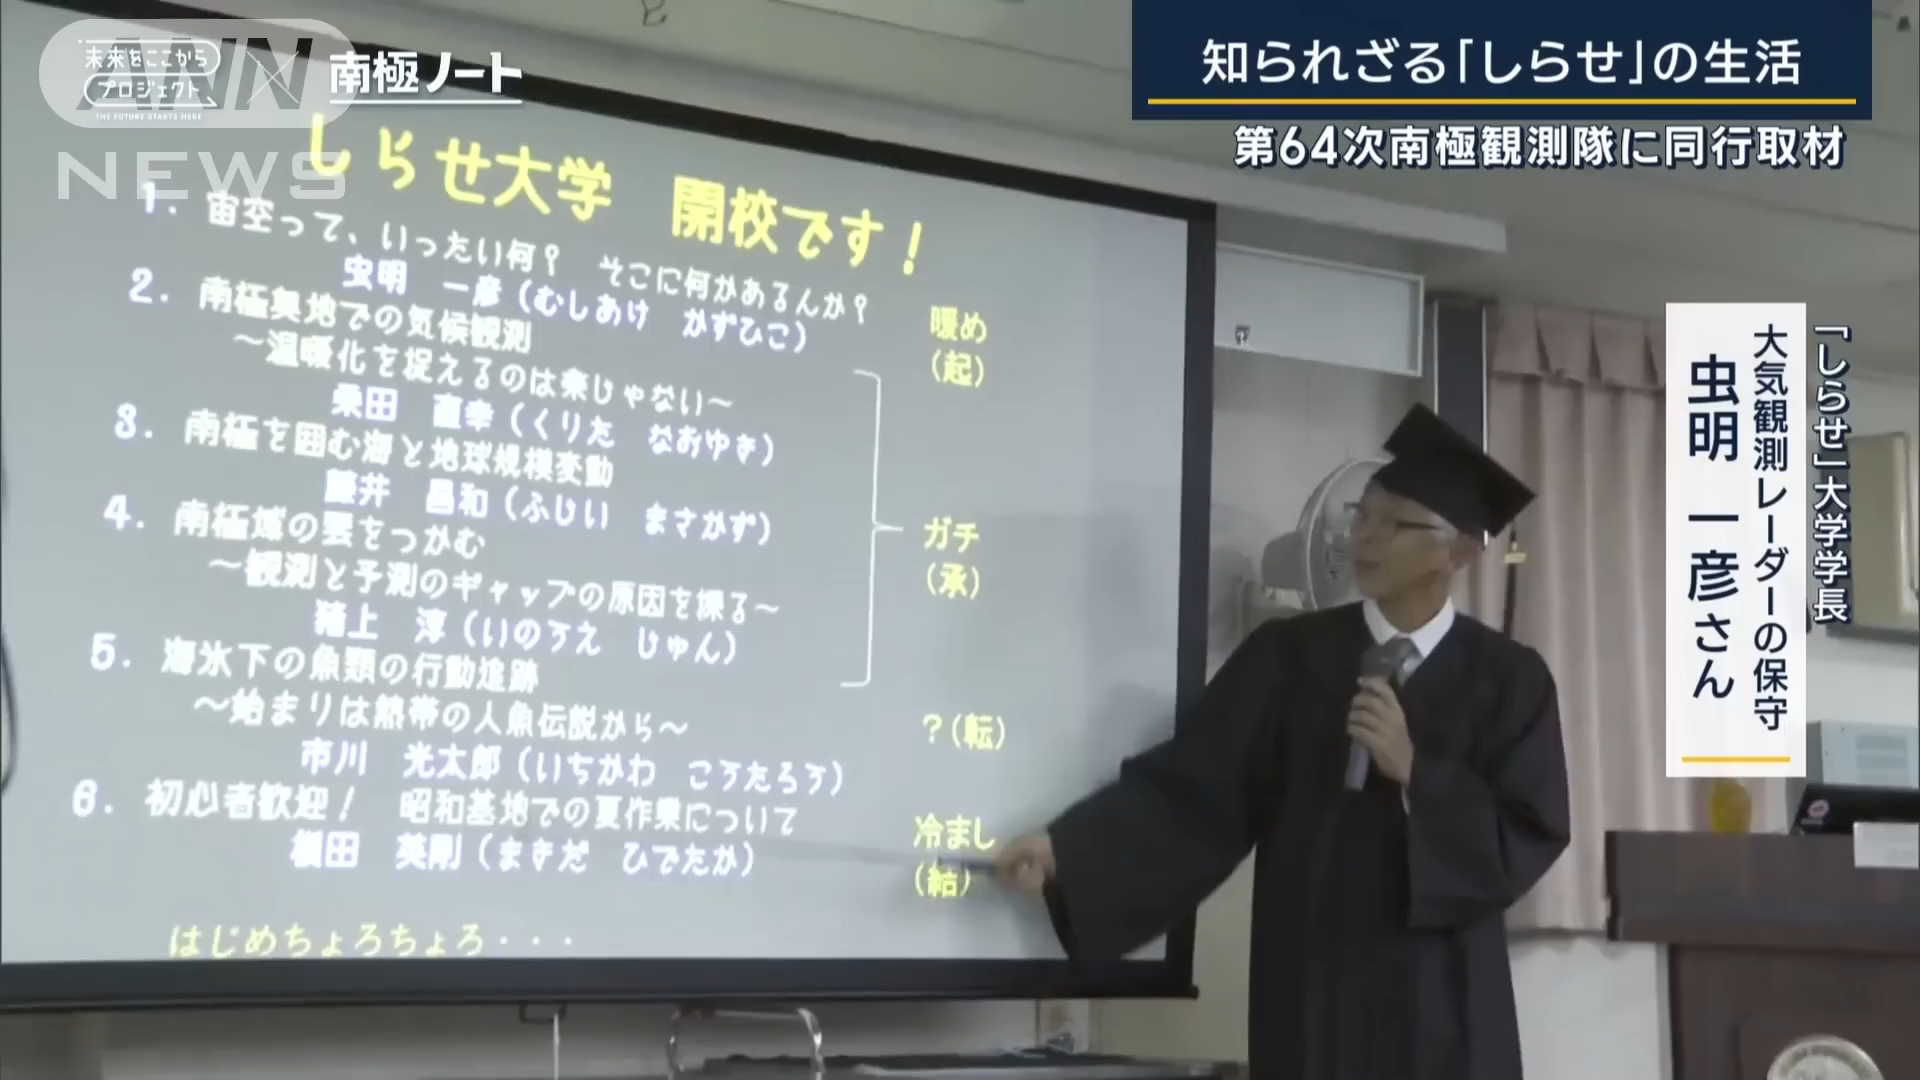 未来をここから
プロジェクト
THE FUTURE STARTS HERE
ANN
NEWS
南極ノート
知られざる「しらせ」の生活
第64次南極観測隊に同行取材
「しらせ」大学学長
大気観測レーダーの保守
虫明 一彦さん
しらせ大学 開校です！
1. 宙空って、いったい何？ そこに何があるんか？
虫明 一彦（むしあけ かずひこ）
暖め
（起）
2. 南極奥地での気候観測
～温暖化を捉えるのは楽じゃない～
栗田 直幸（くりた なおゆき）
3. 南極を囲む海と地球規模変動
藤井 昌和（ふじい まさかず）
4. 南極域の雲をつかむ
～観測と予測のギャップの原因を操る～
猪上 淳（いのうえ じゅん）
ガチ
（承）
5. 海氷下の魚類の行動追跡
～始まりは熱帯の人魚伝説から～
市川 光太郎（いちかわ こうたろう）
？（転）
6. 初心者歓迎！ 昭和基地での夏作業について
槙田 英剛（まきだ ひでたか）
冷まし
（結）
はじめちょろちょろ・・・